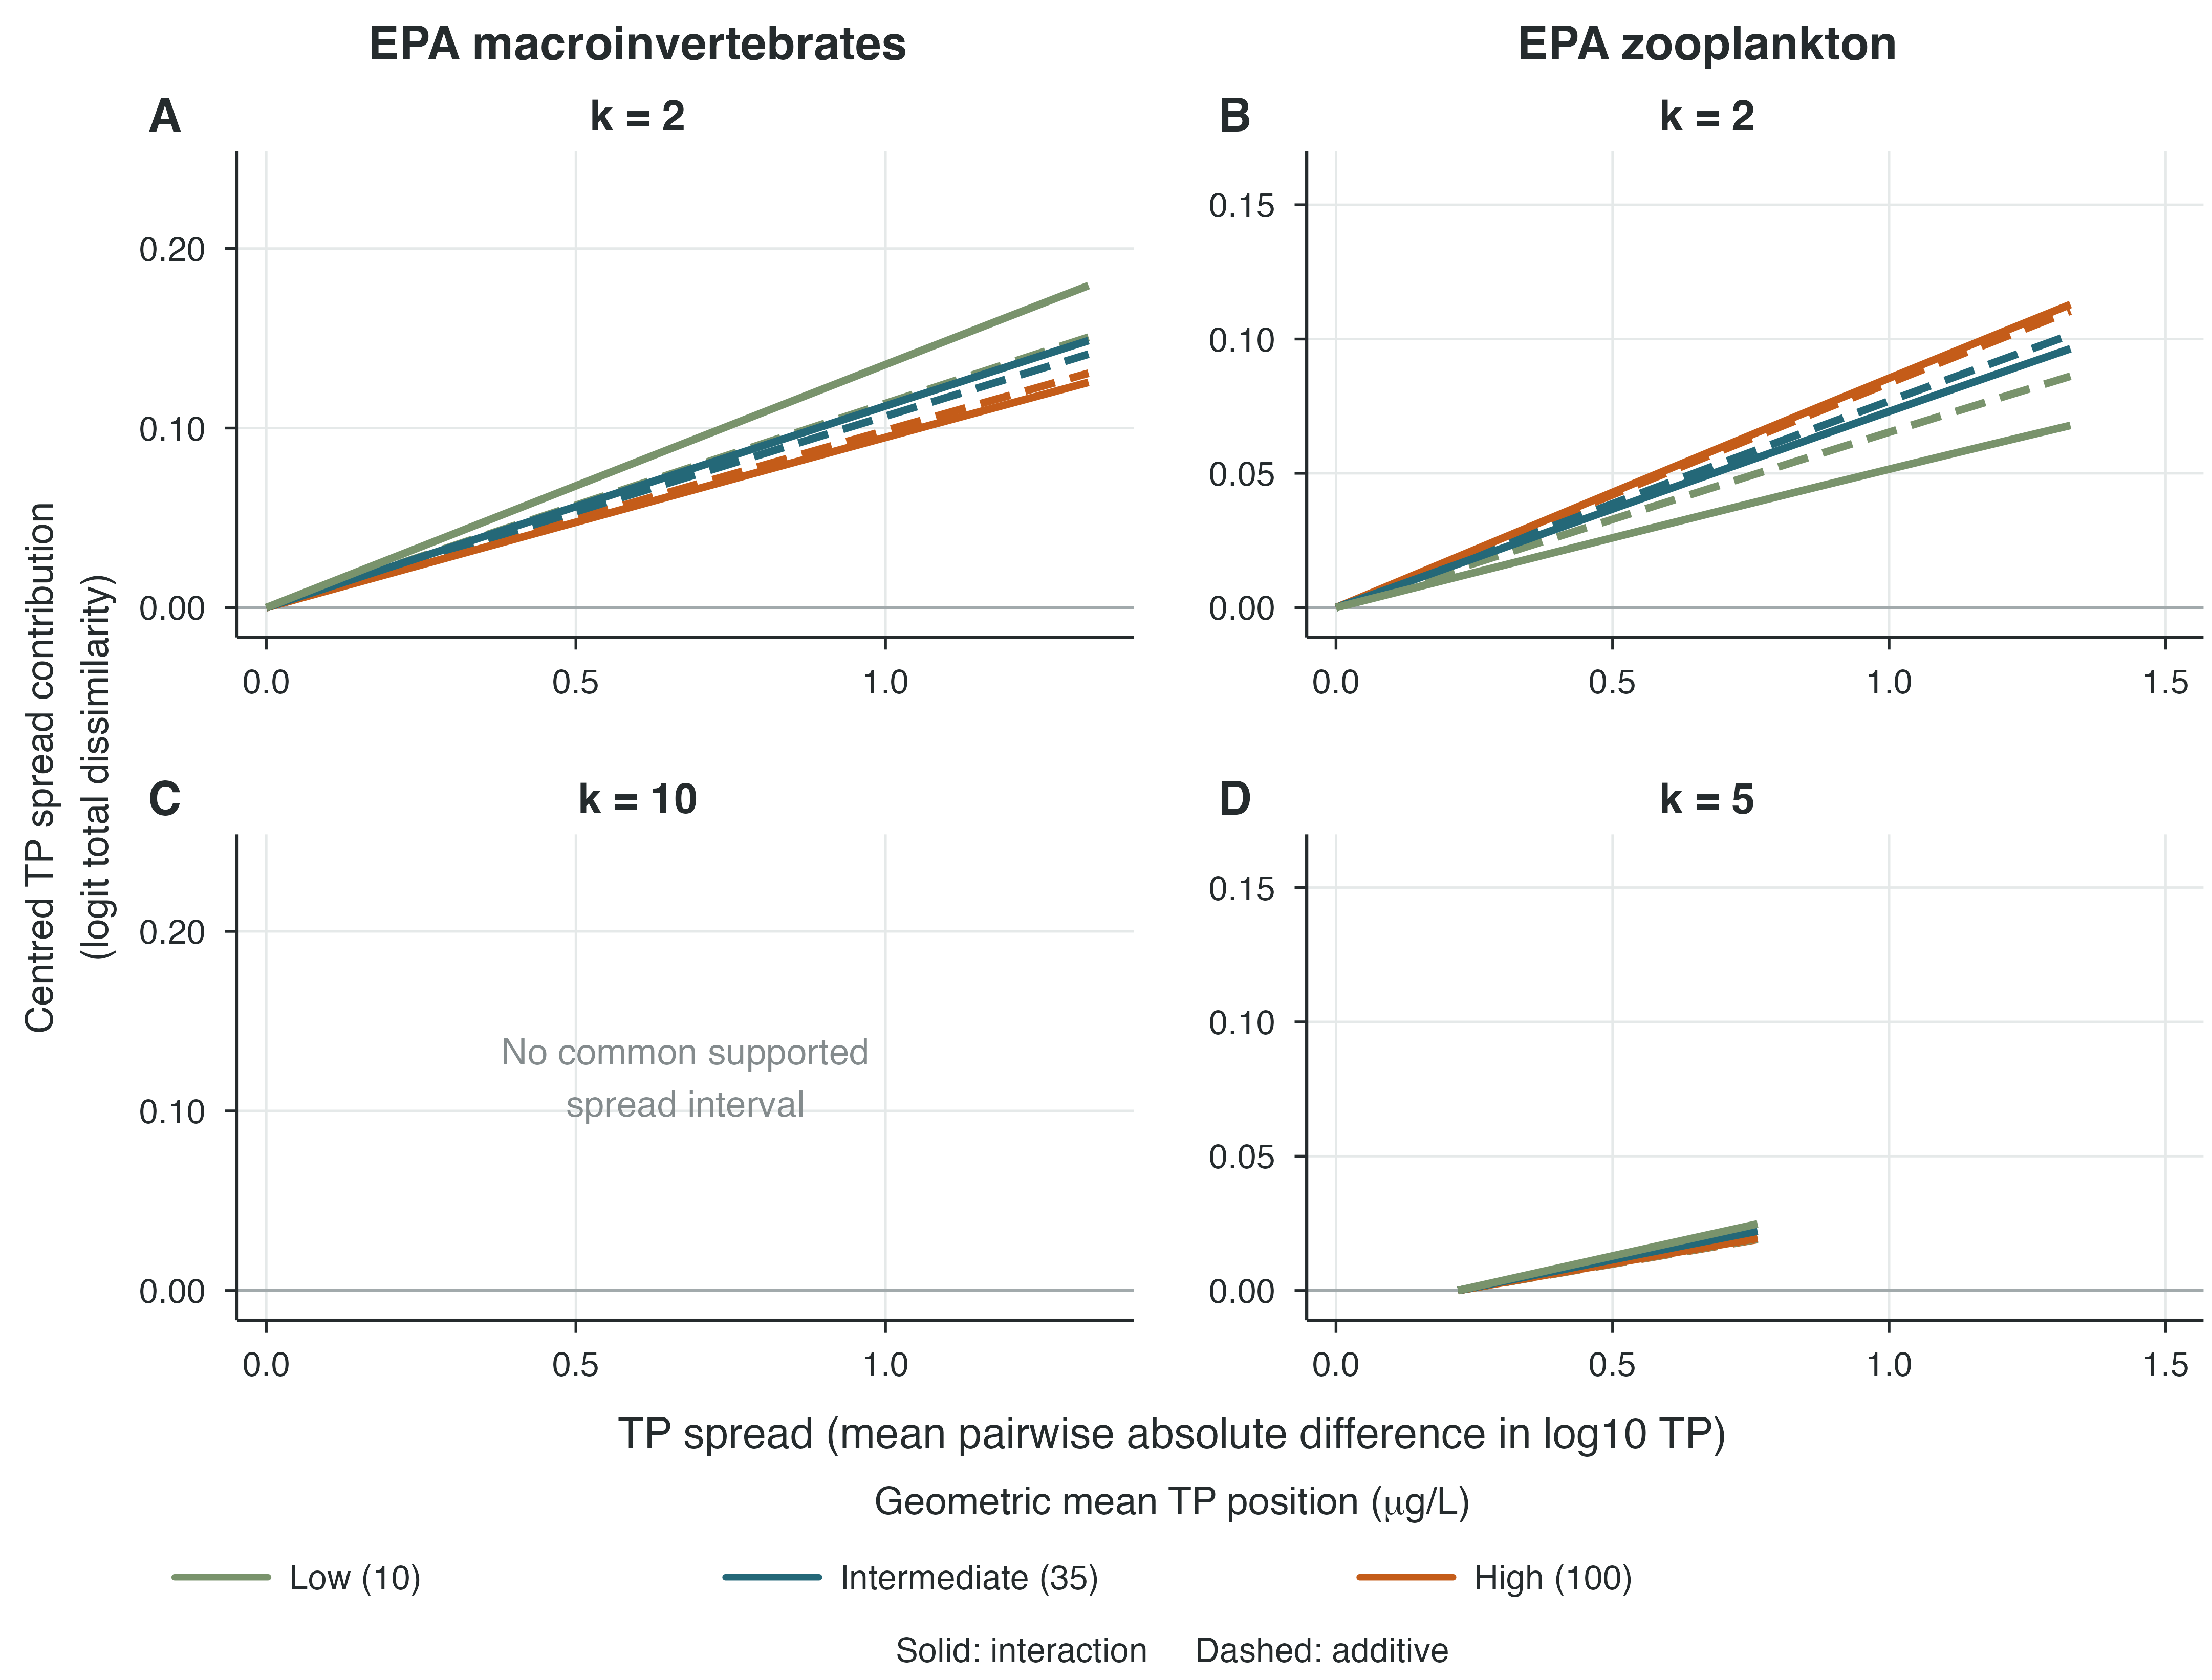 EPA macroinvertebrates
EPA zooplankton
A
k = 2
B
k = 2
0.20
0.10
0.00
0.0
0.5
1.0
0.15
0.10
0.05
0.00
0.0
0.5
1.0
1.5
Centred TP spread contribution
(logit total dissimilarity)
C
k = 10
D
k = 5
0.20
0.10
0.00
No common supported
spread interval
0.0
0.5
1.0
0.15
0.10
0.05
0.00
0.0
0.5
1.0
1.5
TP spread (mean pairwise absolute difference in log10 TP)
Geometric mean TP position (μg/L)
Low (10)
Intermediate (35)
High (100)
Solid: interaction Dashed: additive